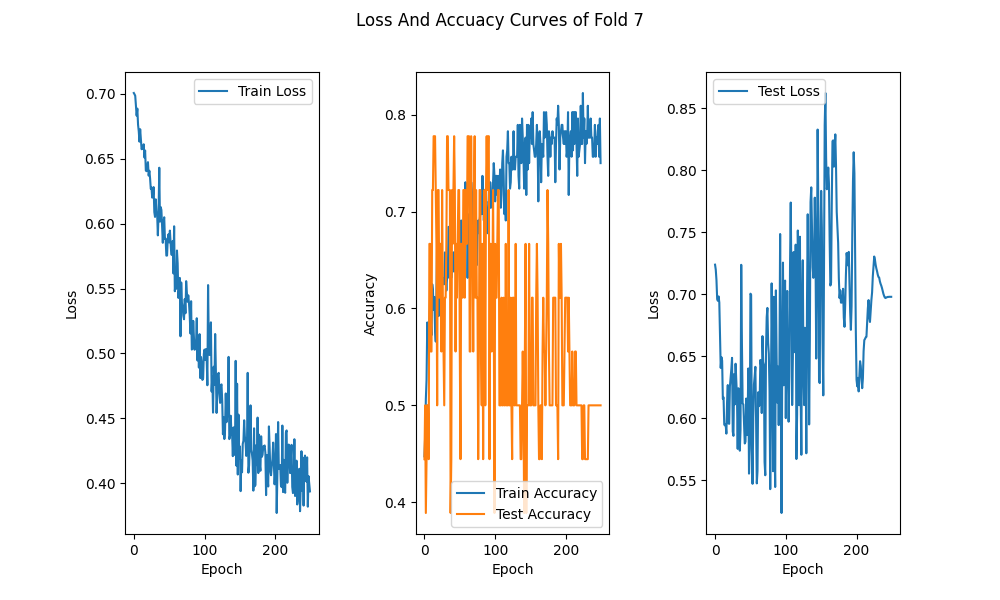 Loss And Accuacy Curves of Fold 7
Train Loss
0.70
0.65
0.60
0.55
0.50
0.45
0.40
Loss
0
100
200
Epoch
0.8
0.7
0.6
0.5
0.4
Accuracy
Train Accuracy
Test Accuracy
0
100
200
Epoch
Test Loss
0.85
0.80
0.75
0.70
0.65
0.60
0.55
Loss
0
100
200
Epoch